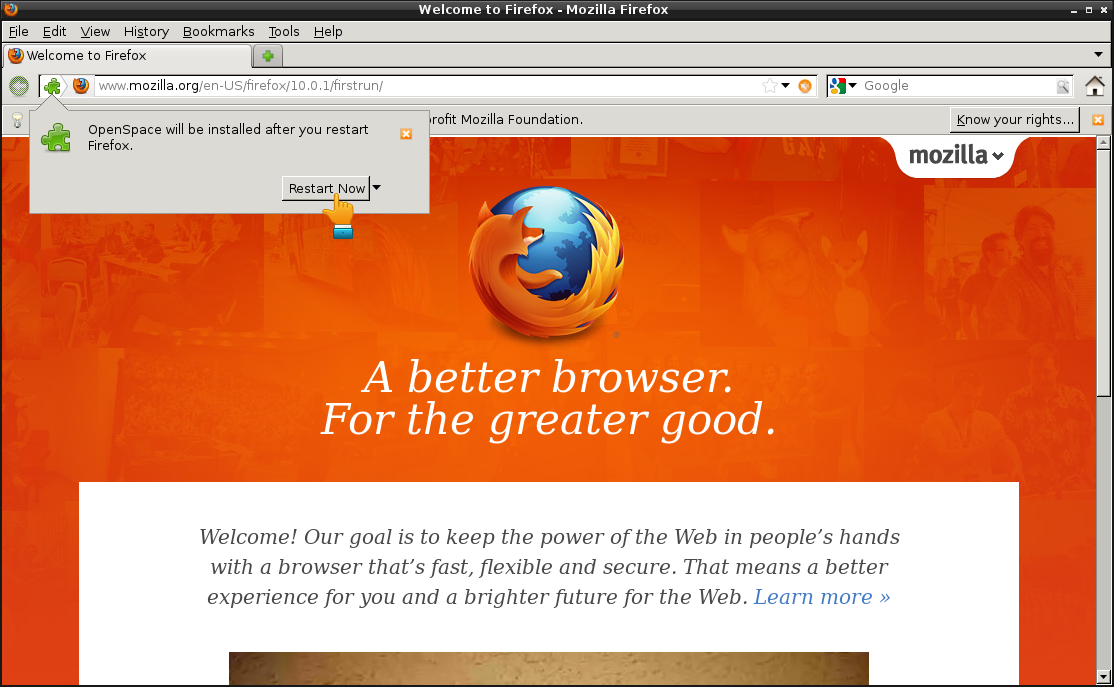 Welcome to Firefox - Mozilla Firefox
File Edit View History Bookmarks Tools Help
Welcome to Firefox
www.mozilla.org/en-US/firefox/10.0.1/firstrun/
Google
OpenSpace will be installed after you restart
Firefox.
Restart Now
profit Mozilla Foundation.
Know your rights...
mozilla
A better browser.
For the greater good.
Welcome! Our goal is to keep the power of the Web in people’s hands
with a browser that’s fast, flexible and secure. That means a better
experience for you and a brighter future for the Web. Learn more »